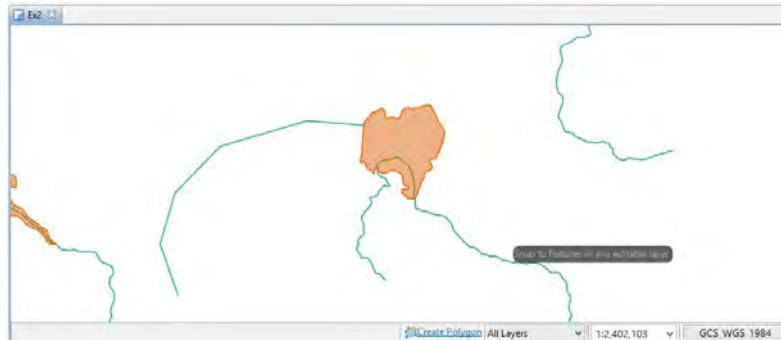 Ex2
Snap to features in any editable layer
Create Polygon All Layers 1:2,402,103 GCS WGS 1984